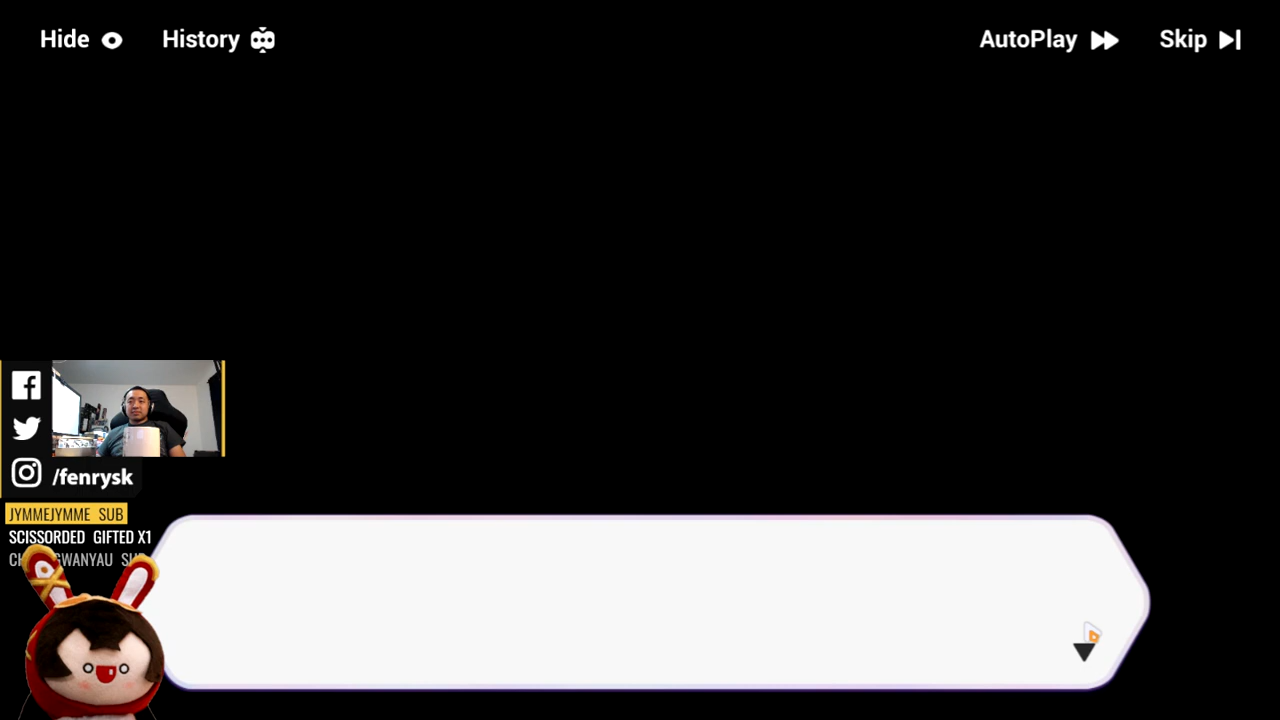 Hide
History
AutoPlay
Skip
/fenrysk
JYMMEJYMME SUB
SCISSORDED GIFTED X1